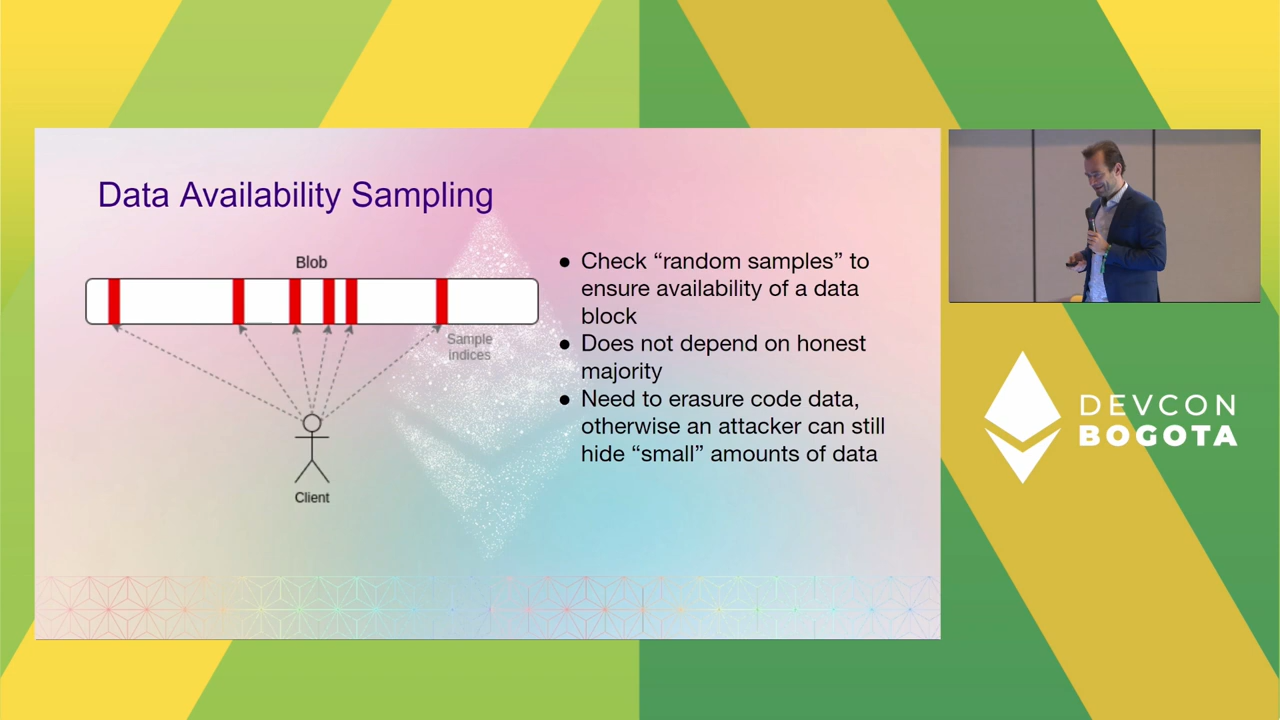 Data Availability Sampling
Blob
Sample
indices
Client
● Check “random samples” to
ensure availability of a data
block
● Does not depend on honest
majority
● Need to erasure code data,
otherwise an attacker can still
hide “small” amounts of data
DEVCON
BOGOTA